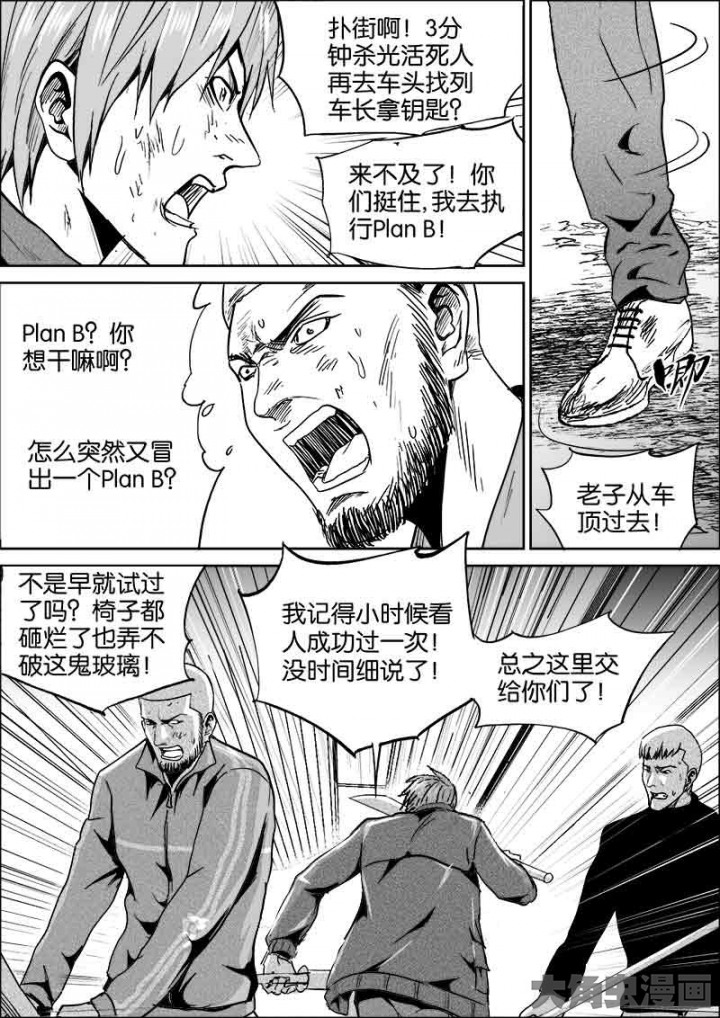 扑街啊！3分
钟杀光活死人
再去车头找列
车长拿钥匙？
来不及了！你
们挺住，我去执
行Plan B！
唧
老子从车
顶过去！
Plan B？你
想干嘛啊？
怎么突然又冒
出一个Plan B？
不是早就试过
了吗？椅子都
砸烂了也弄不
破这鬼玻璃！
我记得小时候看
人成功过一次！
没时间细说了！
总之这里交
给你们了！
大角虫漫画